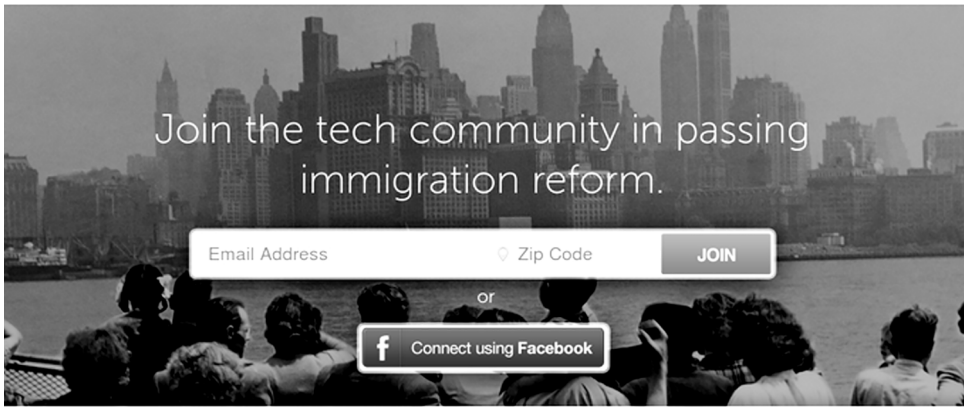 Join the tech community in passing
immigration reform.
Email Address Zip Code JOIN
or
f Connect using Facebook